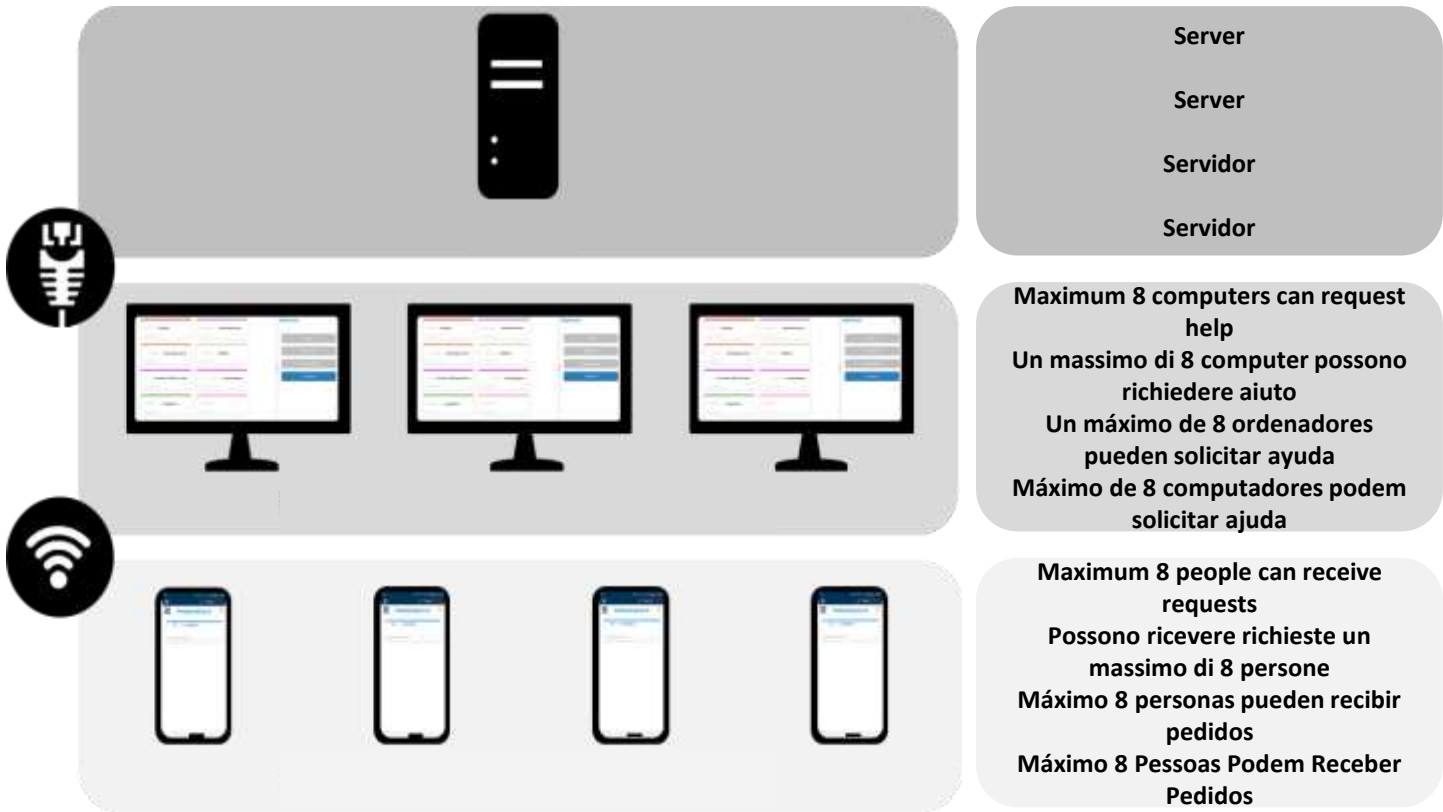 Server
Server
Servidor
Servidor
Maximum 8 computers can request
help
Un massimo di 8 computer possono
richiedere aiuto
Un máximo de 8 ordenadores
pueden solicitar ayuda
Máximo de 8 computadores podem
solicitar ajuda
Maximum 8 people can receive
requests
Possono ricevere richieste un
massimo di 8 persone
Máximo 8 personas pueden recibir
pedidos
Máximo 8 Pessoas Podem Receber
Pedidos